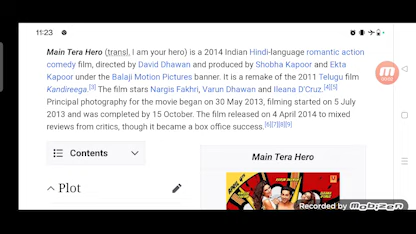 11:23
Main Tera Hero (transl. I am your hero) is a 2014 Indian Hindi-language romantic action
comedy film, directed by David Dhawan and produced by Shobha Kapoor and Ekta
Kapoor under the Balaji Motion Pictures banner. It is a remake of the 2011 Telugu film
Kandireega.[3] The film stars Nargis Fakhri, Varun Dhawan and Ileana D'Cruz.[4][5]
Principal photography for the movie began on 30 May 2013, filming started on 5 July
2013 and was completed by 15 October. The film released on 4 April 2014 to mixed
reviews from critics, though it became a box office success.[6][7][8][9]
Contents
Main Tera Hero
Plot
Recorded by Mobizen